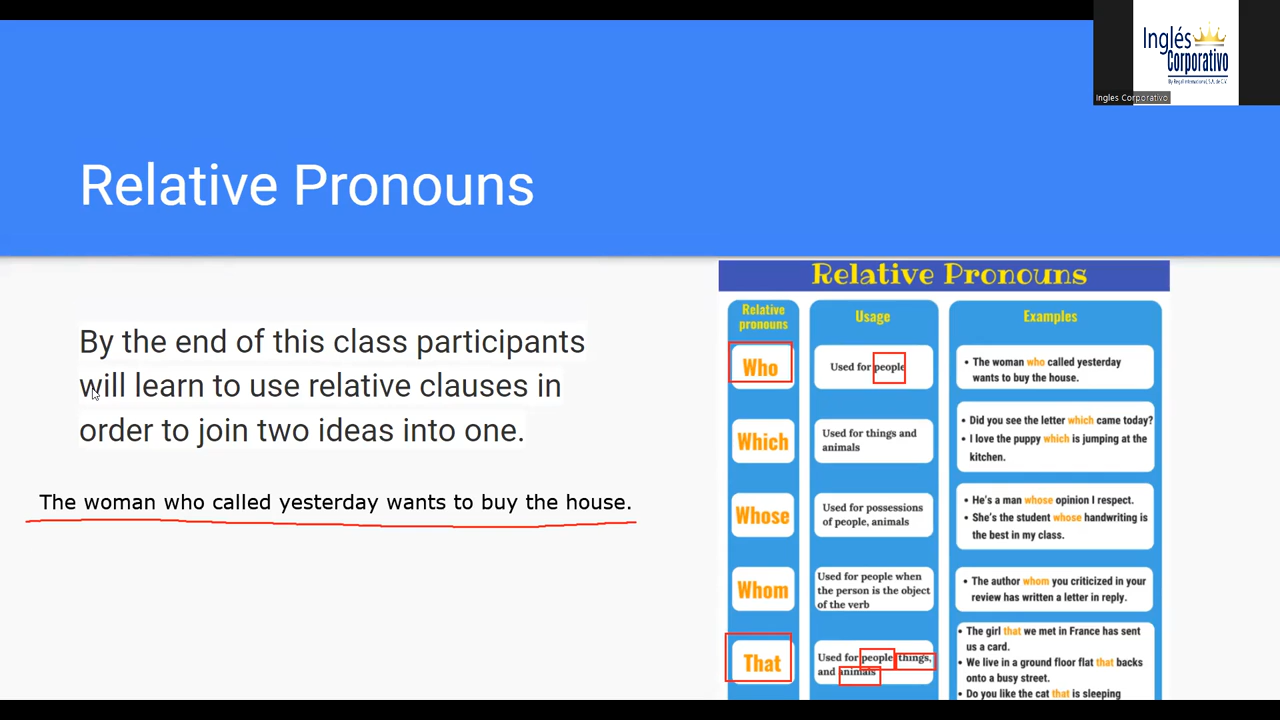 Inglés
Corporativo
By Regal International, S.A. de C.V.
Ingles Corporativo
Relative Pronouns
By the end of this class participants
will learn to use relative clauses in
order to join two ideas into one.
The woman who called yesterday wants to buy the house.
Relative Pronouns
Relative
pronouns
Usage
Examples
Who
Used for people
• The woman who called yesterday
wants to buy the house.
Which
Used for things and
animals
• Did you see the letter which came today?
• I love the puppy which is jumping at the
kitchen.
Whose
Used for possessions
of people, animals
• He's a man whose opinion I respect.
• She's the student whose handwriting is
the best in my class.
Whom
Used for people when
the person is the object
of the verb
• The author whom you criticized in your
review has written a letter in reply.
That
Used for people things,
and animals
• The girl that we met in France has sent
us a card.
• We live in a ground floor flat that backs
onto a busy street.
• Do you like the cat that is sleeping